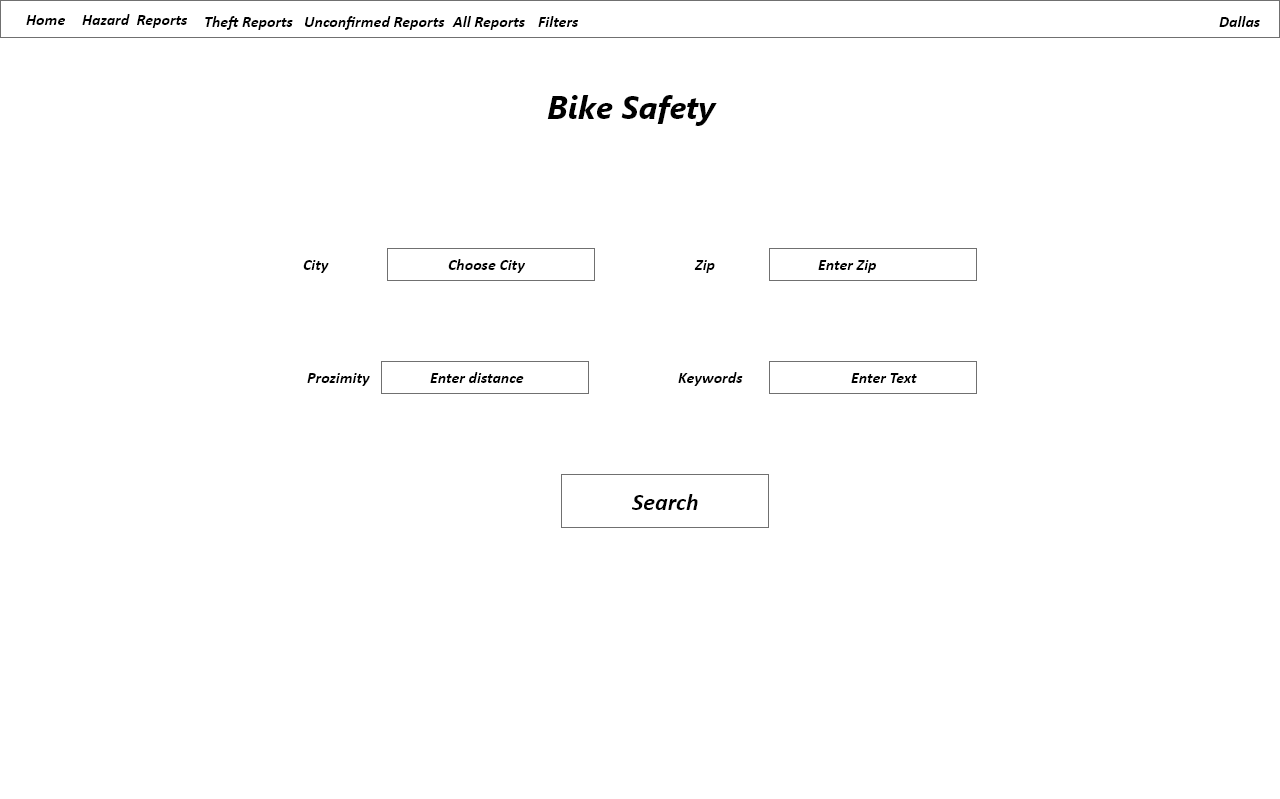 Home Hazard Reports Theft Reports Unconfirmed Reports All Reports Filters Dallas
Bike Safety
City Choose City Zip Enter Zip
Prozimity Enter distance Keywords Enter Text
Search